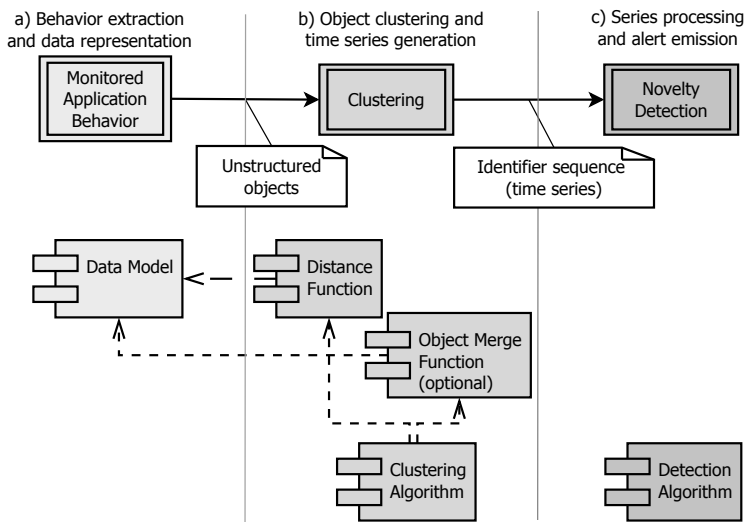 a) Behavior extraction
and data representation
b) Object clustering and
time series generation
c) Series processing
and alert emission
Monitored
Application
Behavior
Clustering
Novelty
Detection
Unstructured
objects
Identifier sequence
(time series)
Data Model
Distance
Function
Object Merge
Function
(optional)
Clustering
Algorithm
Detection
Algorithm